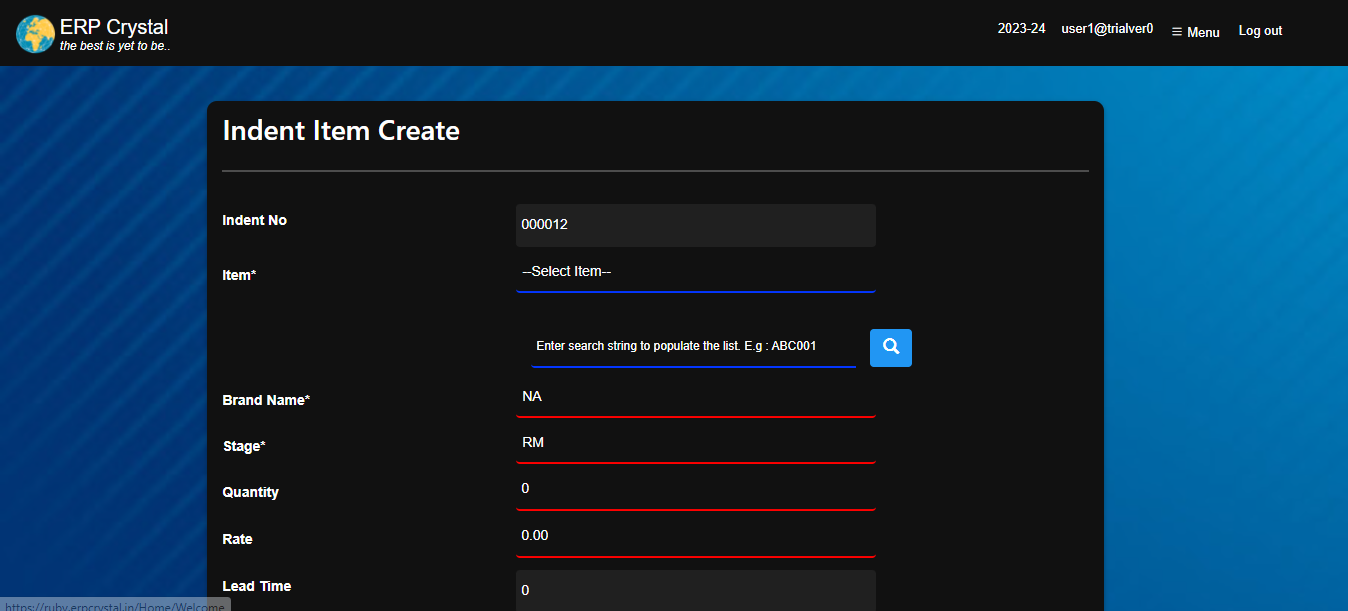 ERP Crystal
the best is yet to be..
2023-24 user1@trialver0 ☰ Menu Log out
Indent Item Create
Indent No 000012
Item* --Select Item--
Enter search string to populate the list. E.g : ABC001
Brand Name* NA
Stage* RM
Quantity 0
Rate 0.00
Lead Time 0
https://ruby.erpcrystal.in/Home/Welcome